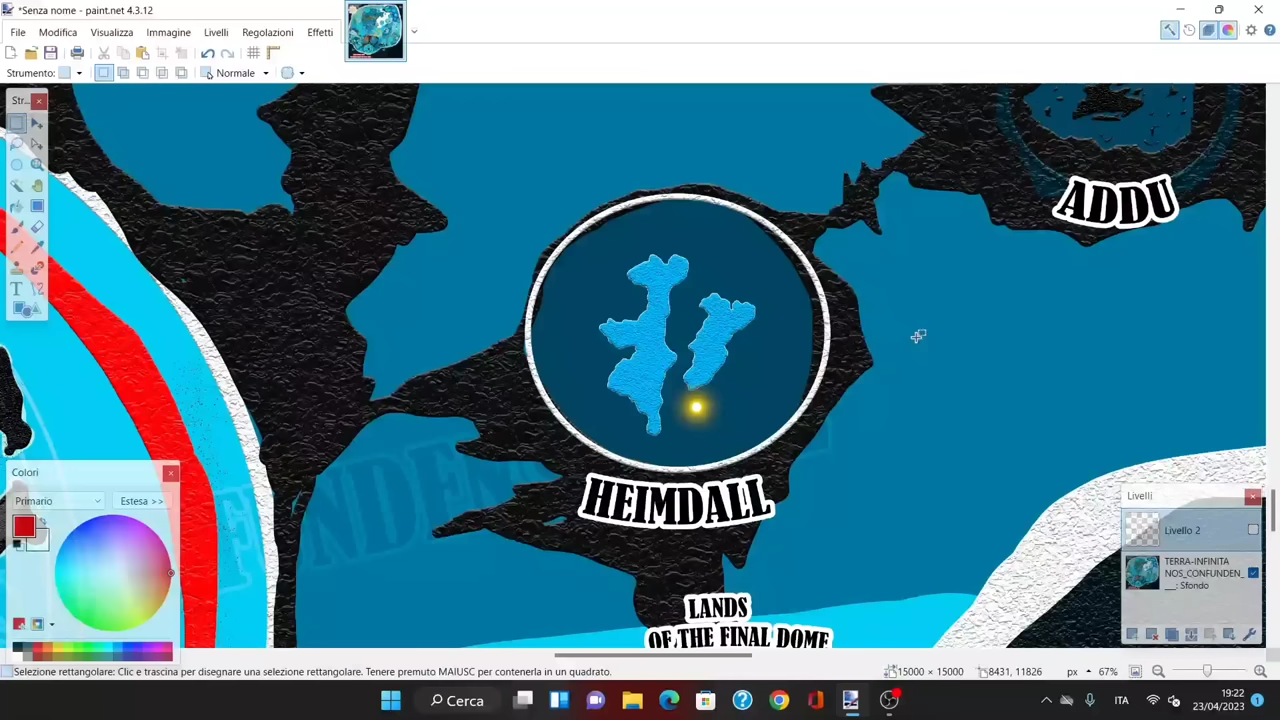 *Senza nome - paint.net 4.3.12
File Modifica Visualizza Immagine Livelli Regolazioni Effetti
Strumento: Normale
Str...
ADDU
HEIMDALL
LANDS
OF THE FINAL DOME
Colori
Primario Estesa >>
Livelli
Livello 2
TERRA-INFINITA
NOS_CONFUNDEN_
__: Sfondo
Selezione rettangolare: Clic e trascina per disegnare una selezione rettangolare. Tenere premuto MAIUSC per contenerla in un quadrato. 15000 × 15000 8431, 11826 px 67%
Cerca ITA 19:22
23/04/2023 1